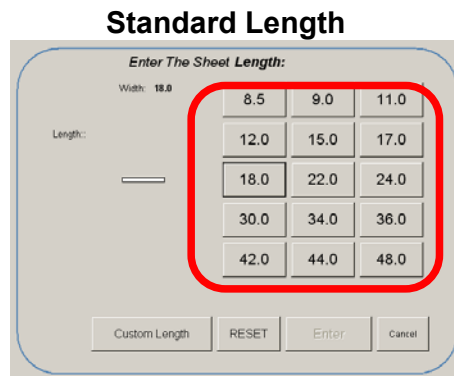 Standard Length
Enter The Sheet Length:
Width: 18.0
8.5 9.0 11.0
Length::
12.0 15.0 17.0
18.0 22.0 24.0
30.0 34.0 36.0
42.0 44.0 48.0
Custom Length RESET Enter Cancel